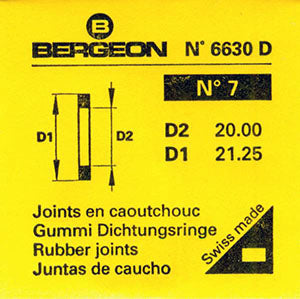 B
BERGEON N° 6630 D
N° 7
D1 D2
D2 20.00
D1 21.25
Joints en caoutchouc
Gummi Dichtungsringe
Rubber joints
Juntas de caucho
Swiss made